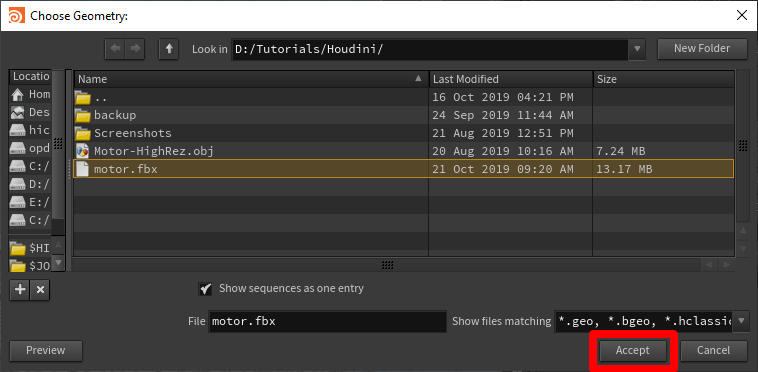 Choose Geometry:
Look in D:/Tutorials/Houdini/ New Folder
Locatio Name Last Modified Size
Hom .. 16 Oct 2019 04:21 PM
Des backup 24 Sep 2019 11:44 AM
hic Screenshots 21 Aug 2019 12:51 PM
opd Motor-HighRez.obj 20 Aug 2019 10:16 AM 7.24 MB
C:/ motor.fbx 21 Oct 2019 09:20 AM 13.17 MB
D:/
E:/
C:/
$HI
$JO
Show sequences as one entry
File motor.fbx Show files matching *.geo, *.bgeo, *.hclassic
Preview Accept Cancel